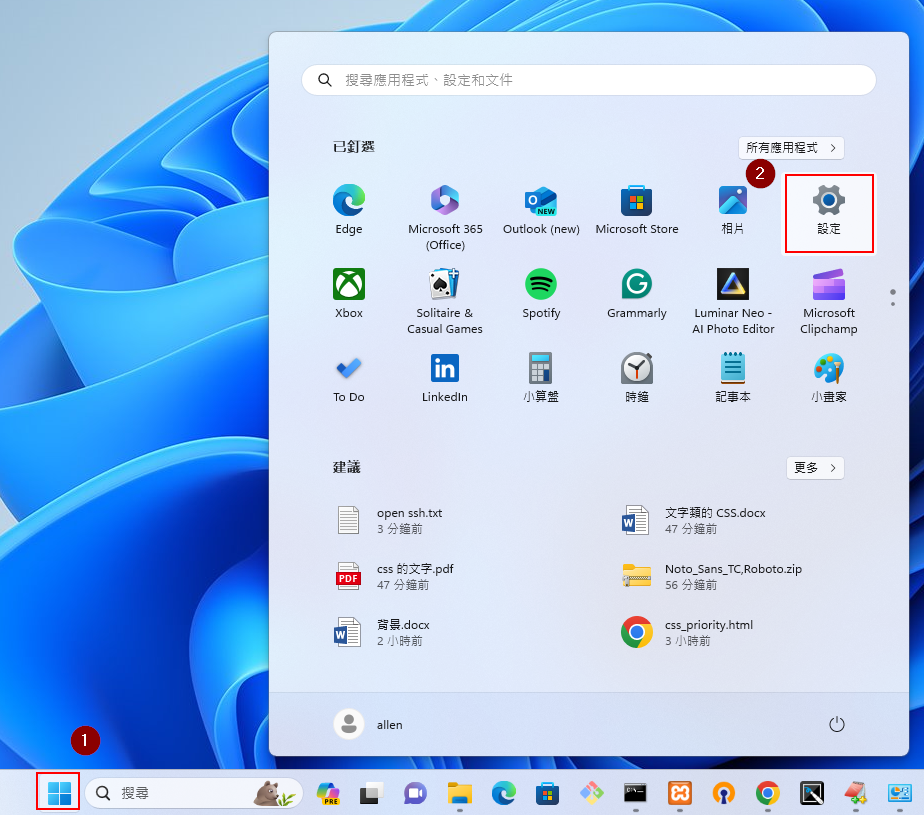 搜尋應用程式、設定和文件
已釘選
所有應用程式
2
Edge
Microsoft 365
(Office)
NEW
Outlook (new)
Microsoft Store
相片
設定
Xbox
Solitaire &
Casual Games
Spotify
Grammarly
Luminar Neo -
AI Photo Editor
Microsoft
Clipchamp
To Do
in
LinkedIn
小算盤
時鐘
記事本
小畫家
建議
更多
open ssh.txt
3 分鐘前
文字類的 CSS.docx
47 分鐘前
PDF
css 的文字.pdf
47 分鐘前
Noto_Sans_TC,Roboto.zip
56 分鐘前
背景.docx
2 小時前
css_priority.html
3 小時前
allen
1
搜尋
PRE